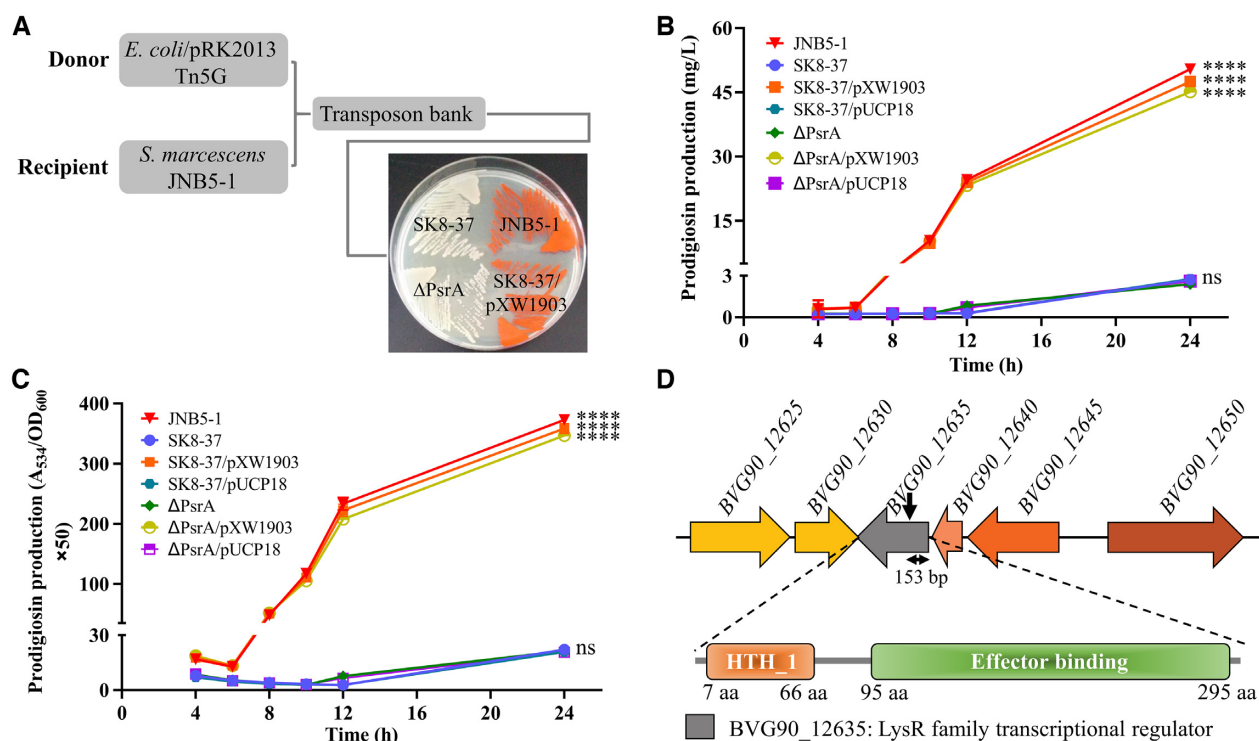 A
Donor
E. coli/pRK2013
Tn5G
Transposon bank
Recipient
S. marcescens
JNB5-1
SK8-37
JNB5-1
ΔPsrA
SK8-37/
pXW1903
B
Prodigiosin production (mg/L)
60
45
30
15
3
0
JNB5-1
SK8-37
SK8-37/pXW1903
SK8-37/pUCP18
ΔPsrA
ΔPsrA/pXW1903
ΔPsrA/pUCP18
****
****
****
ns
0 4 8 12 16 20 24
Time (h)
C
Prodigiosin production (A534/OD600
×50)
400
300
200
100
30
0
JNB5-1
SK8-37
SK8-37/pXW1903
SK8-37/pUCP18
ΔPsrA
ΔPsrA/pXW1903
ΔPsrA/pUCP18
****
****
****
ns
0 4 8 12 16 20 24
Time (h)
D
BVG90_12625
BVG90_12630
BVG90_12635
BVG90_12640
BVG90_12645
BVG90_12650
153 bp
HTH_1
Effector binding
7 aa 66 aa 95 aa 295 aa
BVG90_12635: LysR family transcriptional regulator